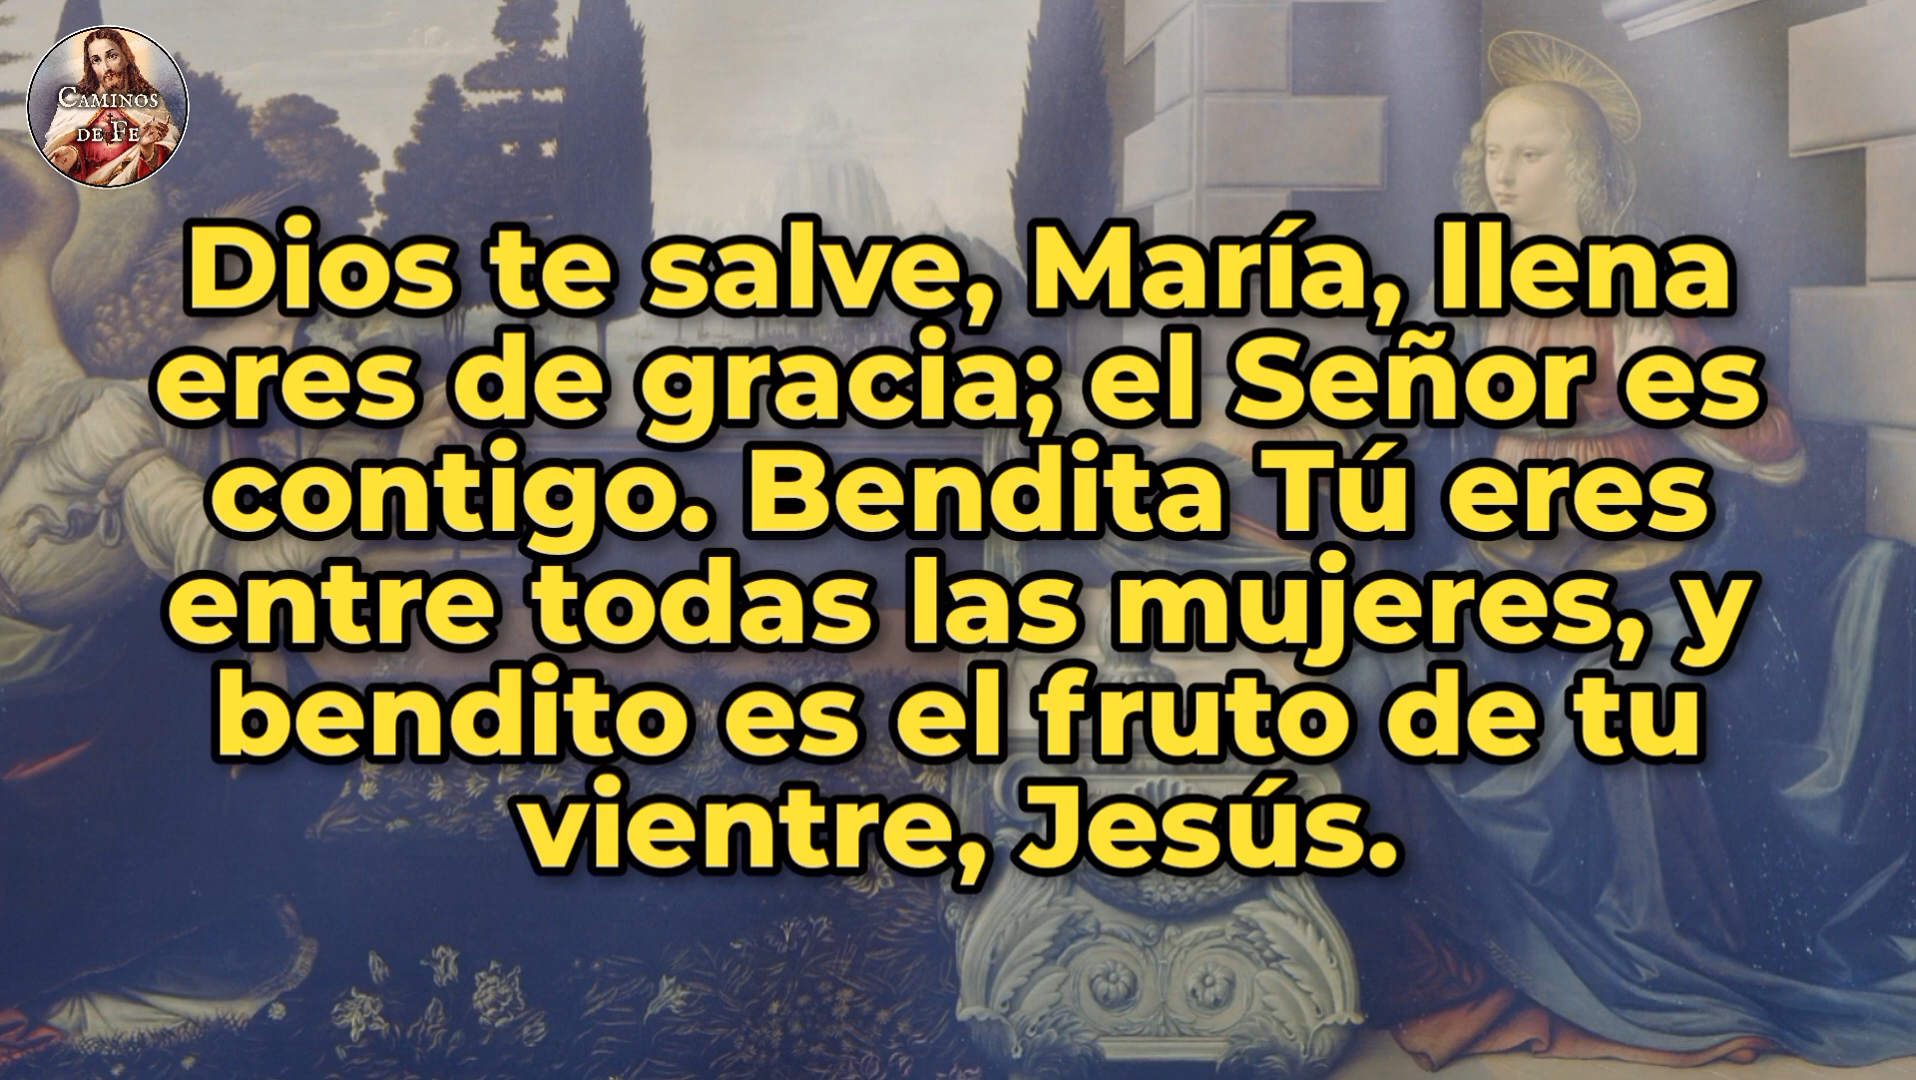 CAMINOS
DE FE
Dios te salve, María, llena
eres de gracia; el Señor es
contigo. Bendita Tú eres
entre todas las mujeres, y
bendito es el fruto de tu
vientre, Jesús.